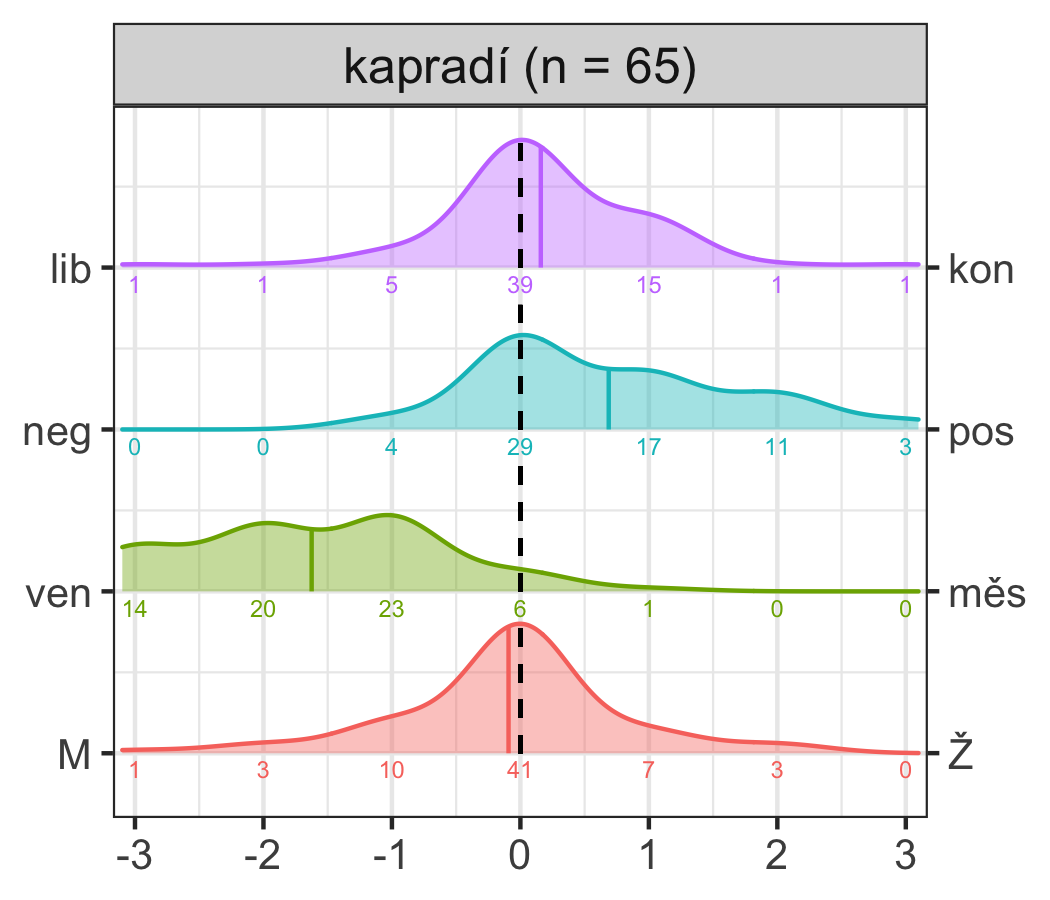 kapradí (n = 65)
lib kon
1 1 5 39 15 1 1
neg pos
0 0 4 29 17 11 3
ven měs
14 20 23 6 1 0 0
M Ž
1 3 10 41 7 3 0
-3 -2 -1 0 1 2 3